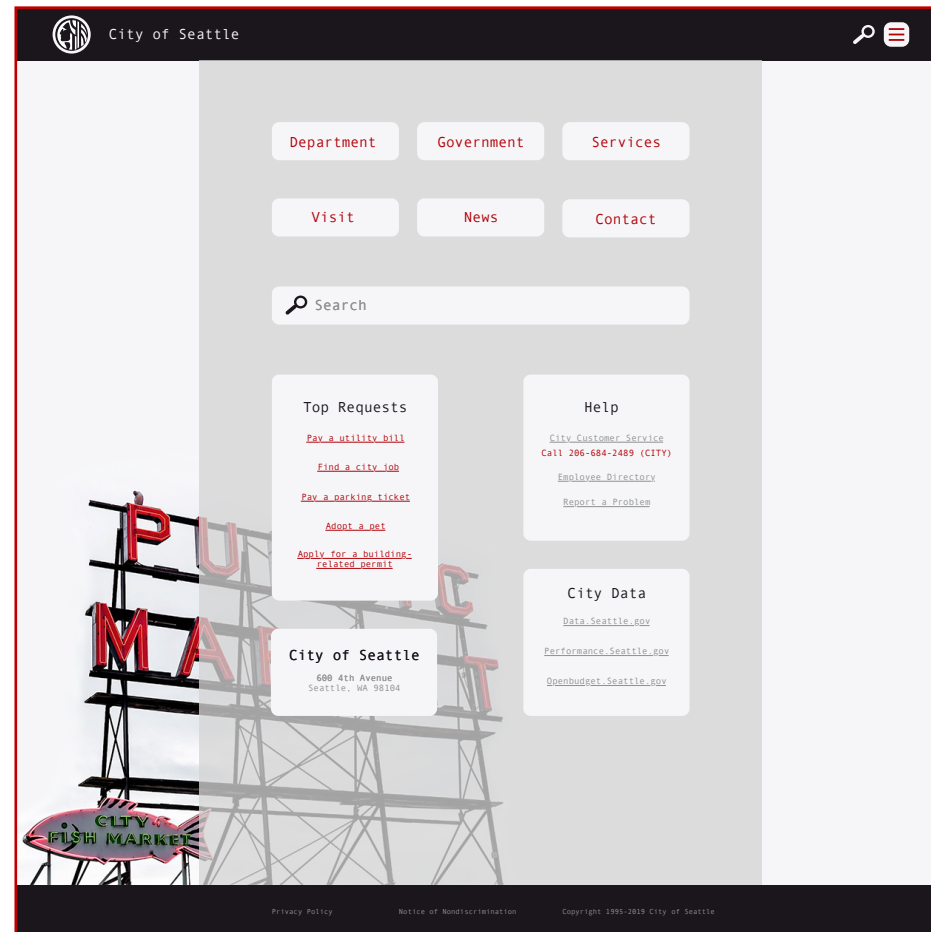 City of Seattle
Department
Government
Services
Visit
News
Contact
Search
Top Requests
Pay a utility bill
Find a city job
Pay a parking ticket
Adopt a pet
Apply for a building-
related permit
Help
City Customer Service
Call 206-684-2489 (CITY)
Employee Directory
Report a Problem
City Data
Data.Seattle.gov
Performance.Seattle.gov
Openbudget.Seattle.gov
City of Seattle
600 4th Avenue
Seattle, WA 98104
CITY
FISH MARKET
Privacy Policy
Notice of Nondiscrimination
Copyright 1995-2019 City of Seattle